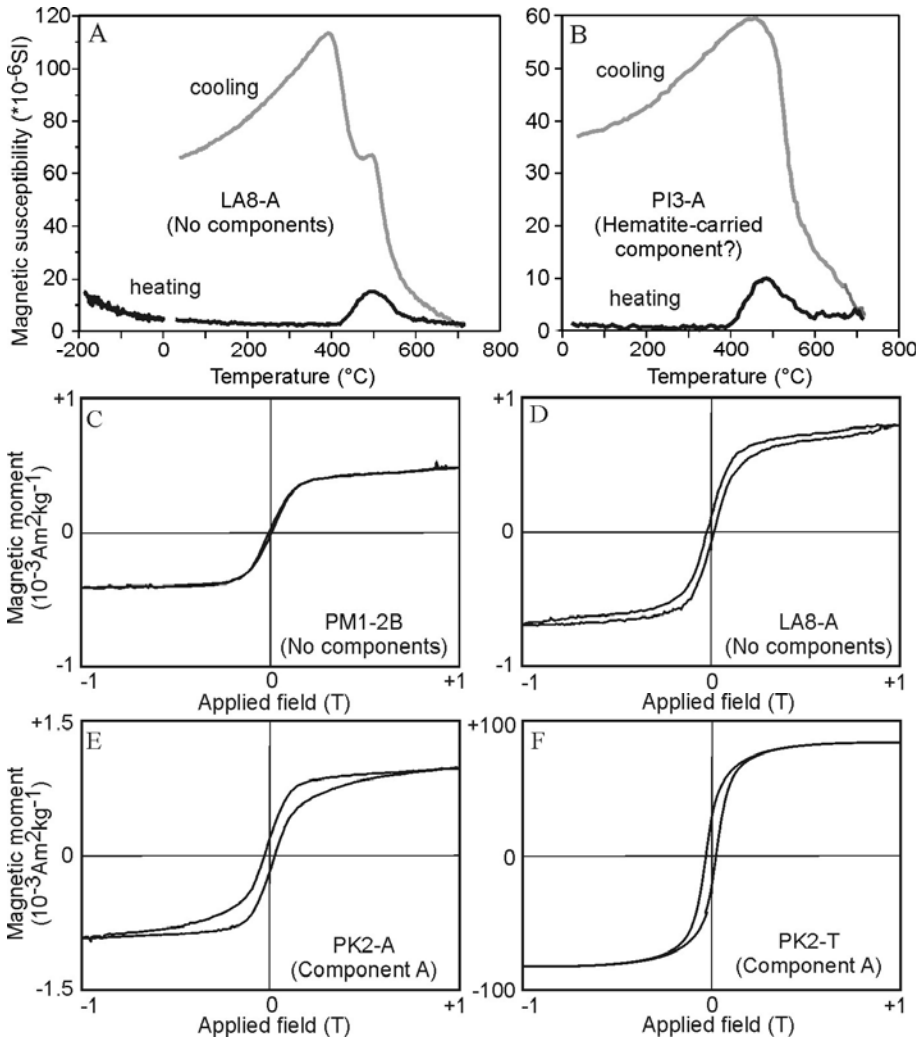 A
B
Magnetic susceptibility (*10⁻⁶SI)
120
100
80
60
40
20
0
cooling
LA8-A
(No components)
heating
-200
0
200
400
600
800
Temperature (°C)
60
50
40
30
20
10
0
cooling
PI3-A
(Hematite-carried
component?)
heating
0
200
400
600
800
Temperature (°C)
C
+1
0
-1
Magnetic moment
(10⁻³Am²kg⁻¹)
PM1-2B
(No components)
-1
0
+1
Applied field (T)
D
+1
0
-1
LA8-A
(No components)
-1
0
+1
Applied field (T)
E
+1.5
0
-1.5
Magnetic moment
(10⁻³Am²kg⁻¹)
PK2-A
(Component A)
-1
0
+1
Applied field (T)
F
+100
0
-100
PK2-T
(Component A)
-1
0
+1
Applied field (T)